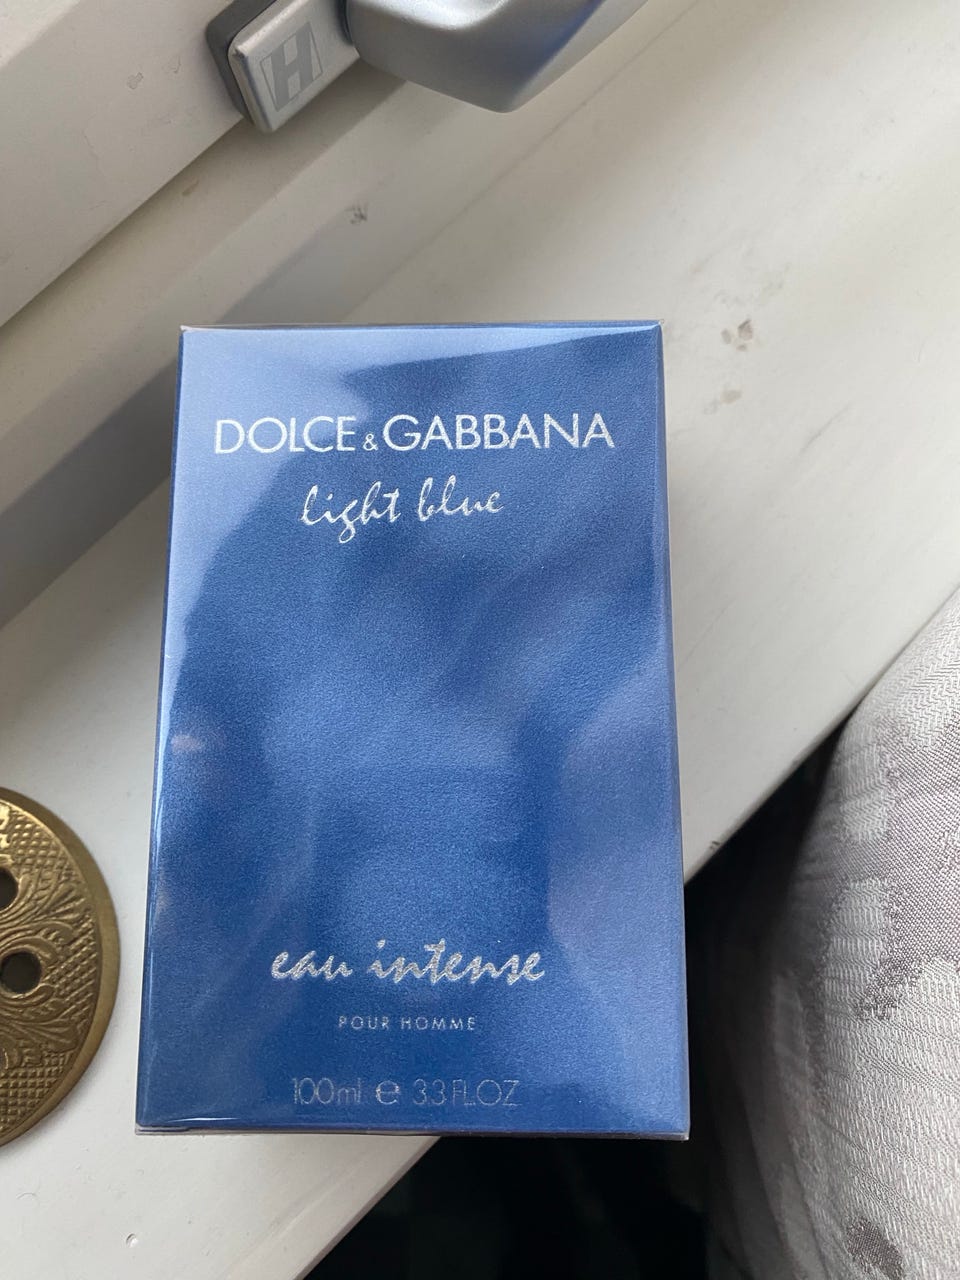 H
DOLCE & GABBANA
light blue
eau intense
POUR HOMME
100ml e 3.3 FL.OZ